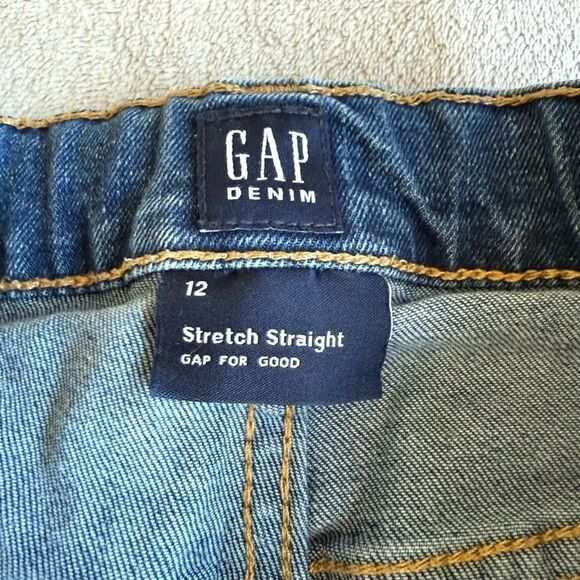 GAP
DENIM
12
Stretch Straight
GAP FOR GOOD